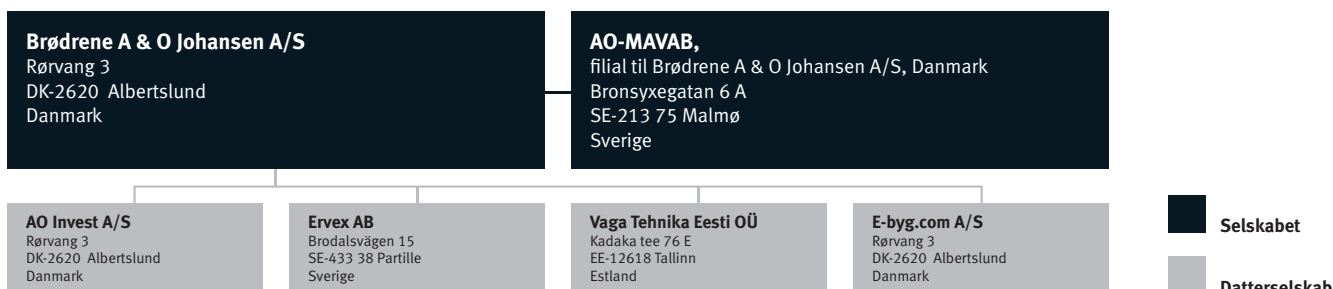 Brødrene A & O Johansen A/S
Rørvang 3
DK-2620 Albertslund
Danmark
AO-MAVAB,
filial til Brødrene A & O Johansen A/S, Danmark
Bronsyxegatan 6 A
SE-213 75 Malmø
Sverige
AO Invest A/S
Rørvang 3
DK-2620 Albertslund
Danmark
Ervex AB
Brodalsvägen 15
SE-433 38 Partille
Sverige
Vaga Tehnika Eesti OÜ
Kadaka tee 76 E
EE-12618 Tallinn
Estland
E-byg.com A/S
Rørvang 3
DK-2620 Albertslund
Danmark
Selskabet
Datterselskab